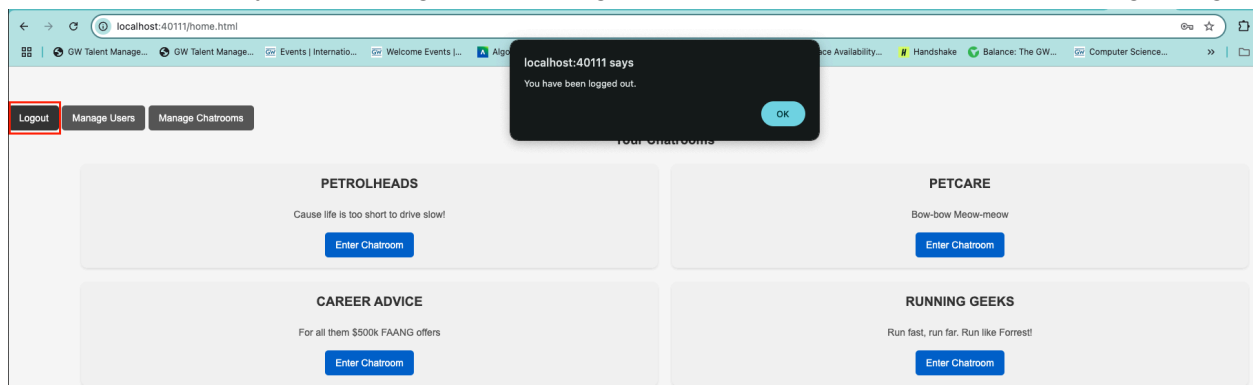 localhost:40111/home.html
GW Talent Manage... GW Talent Manage... Events | Internatio... Welcome Events |... Algo ace Availability... Handshake Balance: The GW... Computer Science... »
localhost:40111 says
You have been logged out.
OK
Logout Manage Users Manage Chatrooms
Your Chatrooms
PETROLHEADS PETCARE
Cause life is too short to drive slow! Bow-bow Meow-meow
Enter Chatroom Enter Chatroom
CAREER ADVICE RUNNING GEEKS
For all them $500k FAANG offers Run fast, run far. Run like Forrest!
Enter Chatroom Enter Chatroom